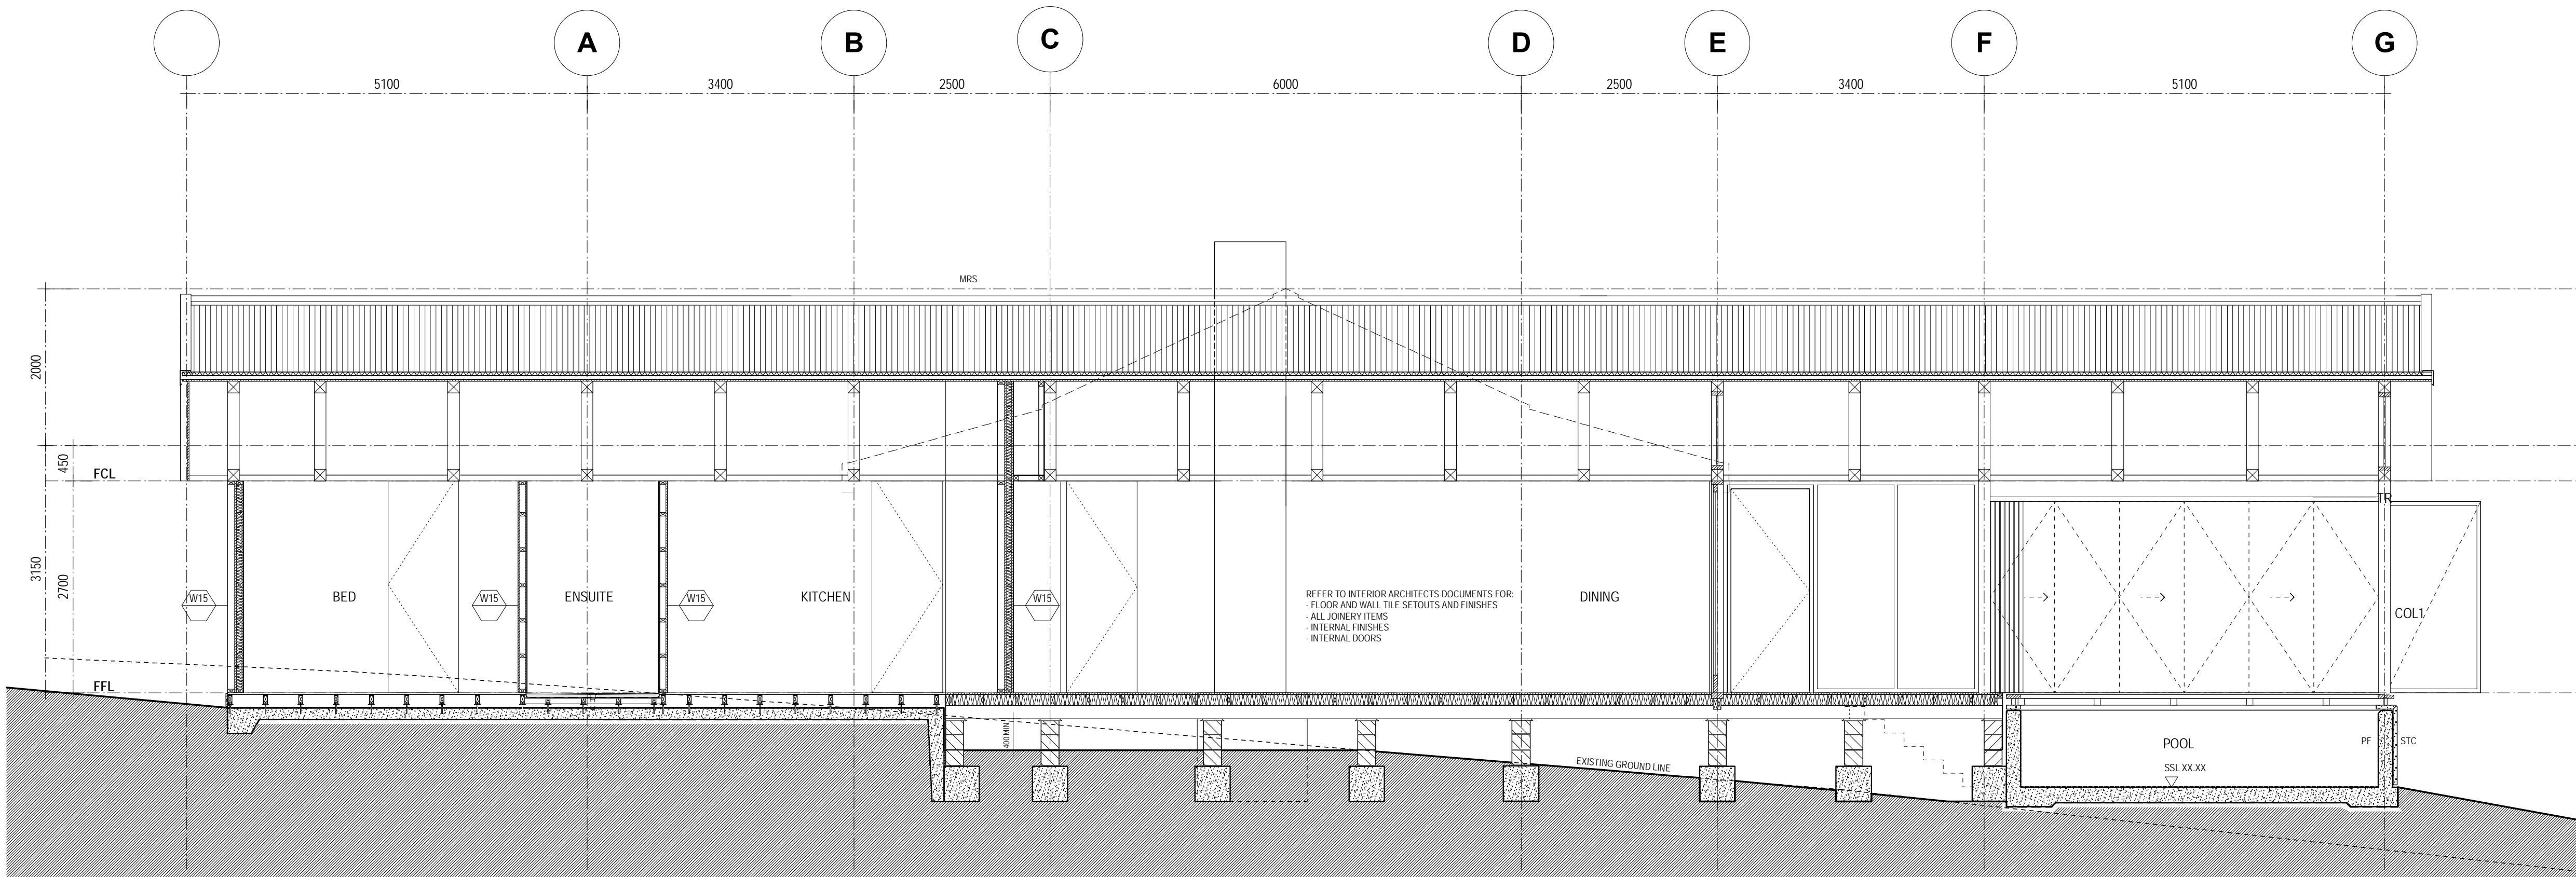 A
B
C
D
E
F
G
5100
3400
2500
6000
2500
3400
5100
MRS
2000
450
FCL
3150
2700
W15
BED
W15
ENSUITE
W15
KITCHEN
W15
REFER TO INTERIOR ARCHITECTS DOCUMENTS FOR:
- FLOOR AND WALL TILE SETOUTS AND FINISHES
- ALL JOINERY ITEMS
- INTERNAL FINISHES
- INTERNAL DOORS
DINING
TR
COL1
FFL
400 MIN
EXISTING GROUND LINE
POOL
PF
STC
SSL XX.XX